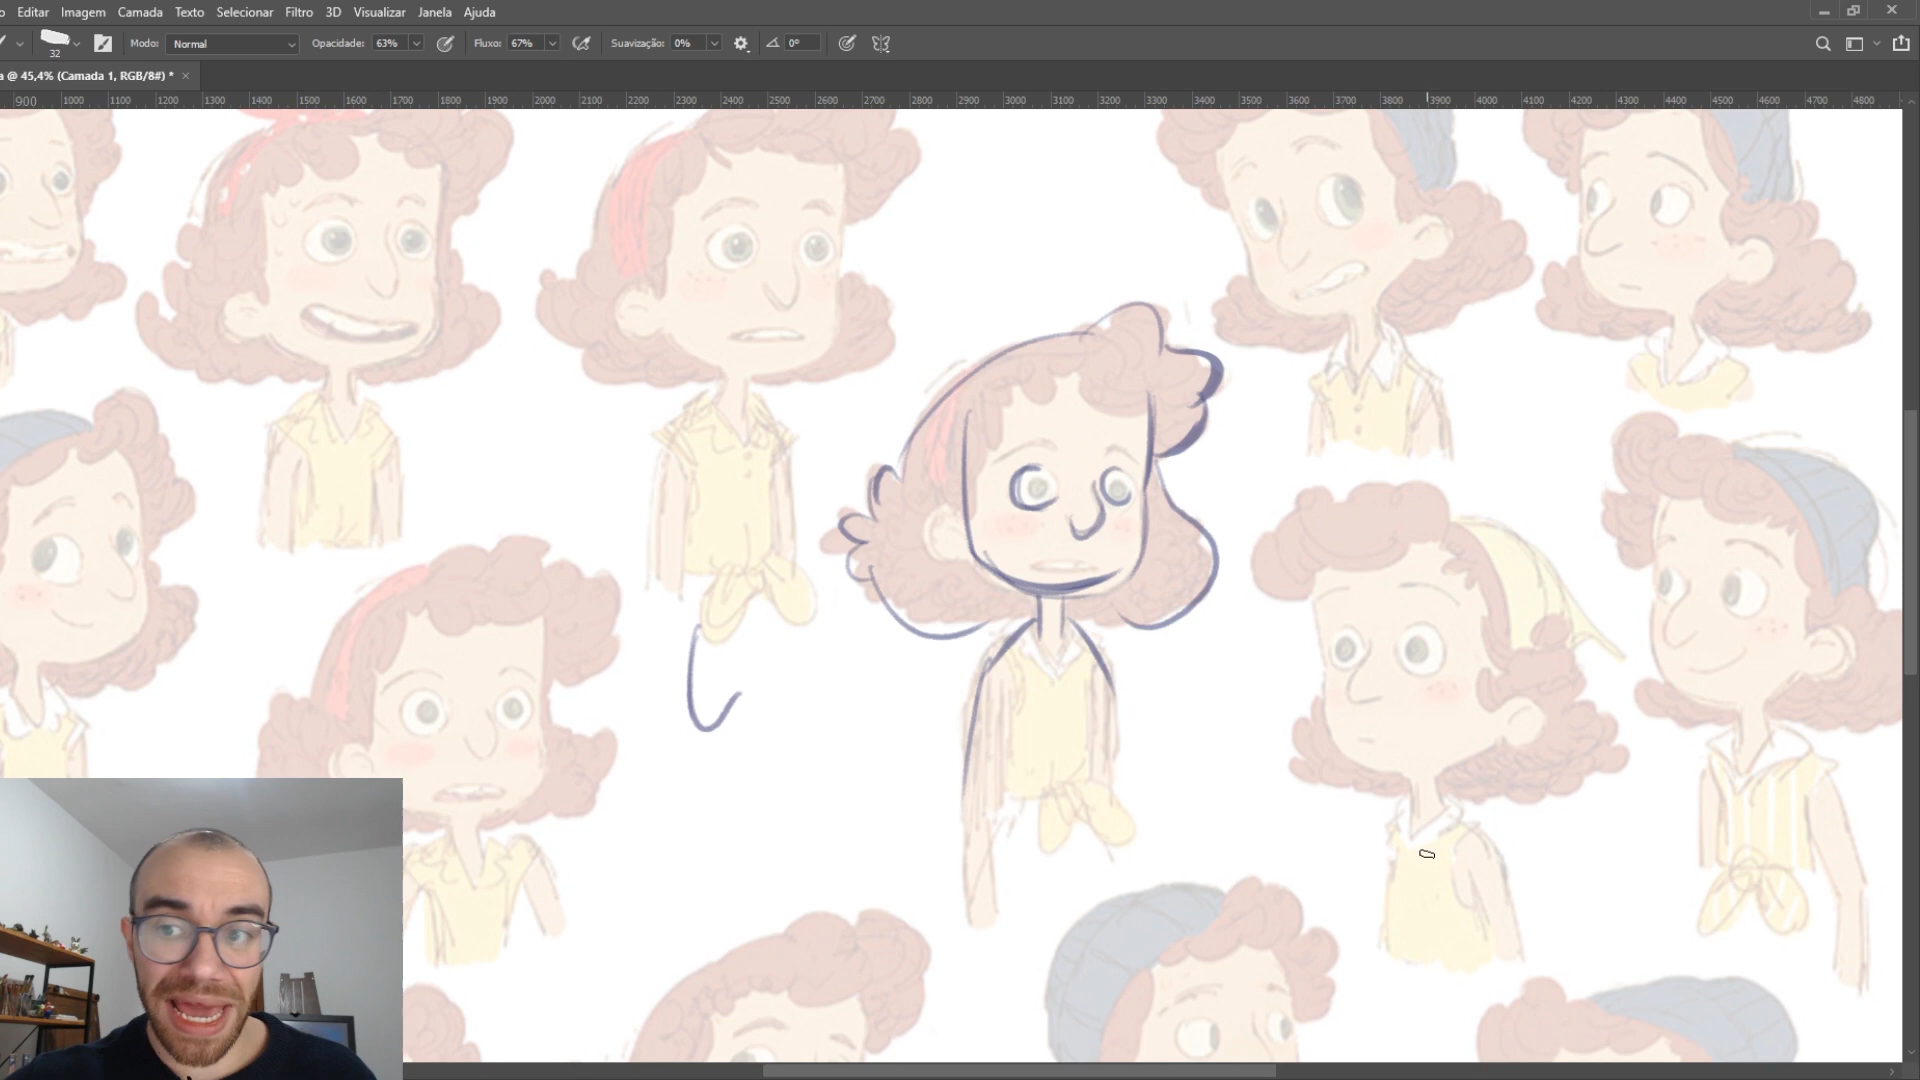 Editar Imagem Camada Texto Selecionar Filtro 3D Visualizar Janela Ajuda
32 Modo: Normal Opacidade: 63% Fluxo: 67% Suavização: 0% 0°
a @ 45,4% (Camada 1, RGB/8#) * ×
900 1000 1100 1200 1300 1400 1500 1600 1700 1800 1900 2000 2100 2200 2300 2400 2500 2600 2700 2800 2900 3000 3100 3200 3300 3400 3500 3600 3700 3800 3900 4000 4100 4200 4300 4400 4500 4600 4700 4800